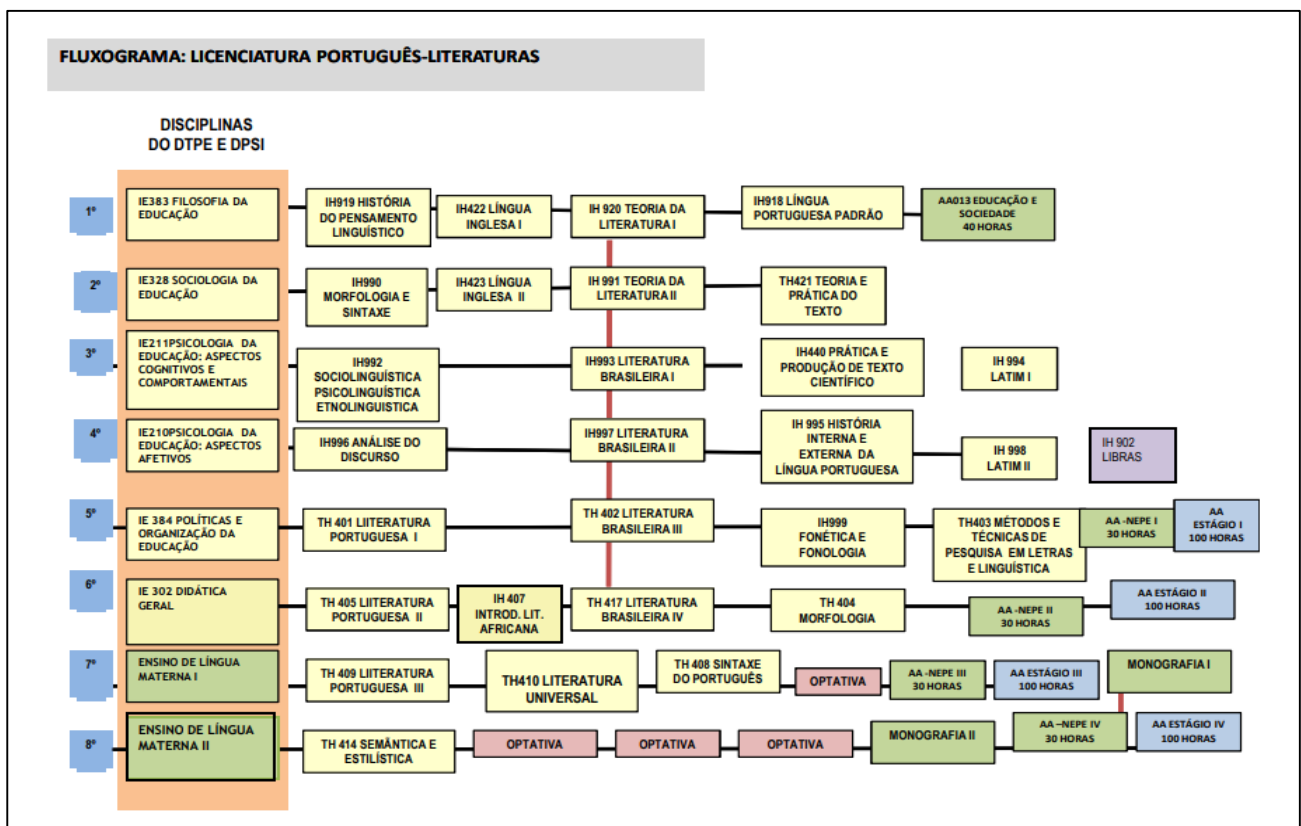 FLUXOGRAMA: LICENCIATURA PORTUGUÊS-LITERATURAS
DISCIPLINAS
DO DTPE E DPSI
1º
IE383 FILOSOFIA DA
EDUCAÇÃO
IH919 HISTÓRIA
DO PENSAMENTO
LINGUÍSTICO
IH422 LÍNGUA
INGLESA I
IH 920 TEORIA DA
LITERATURA I
IH918 LÍNGUA
PORTUGUESA PADRÃO
AA013 EDUCAÇÃO E
SOCIEDADE
40 HORAS
2º
IE328 SOCIOLOGIA DA
EDUCAÇÃO
IH990
MORFOLOGIA E
SINTAXE
IH423 LÍNGUA
INGLESA II
IH 991 TEORIA DA
LITERATURA II
TH421 TEORIA E
PRÁTICA DO
TEXTO
3º
IE211PSICOLOGIA DA
EDUCAÇÃO: ASPECTOS
COGNITIVOS E
COMPORTAMENTAIS
IH992
SOCIOLINGUÍSTICA
PSICOLINGUÍSTICA
ETNOLINGUISTICA
IH993 LITERATURA
BRASILEIRA I
IH440 PRÁTICA E
PRODUÇÃO DE TEXTO
CIENTÍFICO
IH 994
LATIM I
4º
IE210PSICOLOGIA DA
EDUCAÇÃO: ASPECTOS
AFETIVOS
IH996 ANÁLISE DO
DISCURSO
IH997 LITERATURA
BRASILEIRA II
IH 995 HISTÓRIA
INTERNA E
EXTERNA DA
LÍNGUA PORTUGUESA
IH 998
LATIM II
IH 902
LIBRAS
5º
IE 384 POLÍTICAS E
ORGANIZAÇÃO DA
EDUCAÇÃO
TH 401 LIITERATURA
PORTUGUESA I
TH 402 LITERATURA
BRASILEIRA III
IH999
FONÉTICA E
FONOLOGIA
TH403 MÉTODOS E
TÉCNICAS DE
PESQUISA EM LETRAS
E LINGUÍSTICA
AA -NEPE I
30 HORAS
AA
ESTÁGIO I
100 HORAS
6º
IE 302 DIDÁTICA
GERAL
TH 405 LIITERATURA
PORTUGUESA II
IH 407
INTROD. LIT.
AFRICANA
TH 417 LITERATURA
BRASILEIRA IV
TH 404
MORFOLOGIA
AA -NEPE II
30 HORAS
AA ESTÁGIO II
100 HORAS
7º
ENSINO DE LÍNGUA
MATERNA I
TH 409 LIITERATURA
PORTUGUESA III
TH410 LITERATURA
UNIVERSAL
TH 408 SINTAXE
DO PORTUGUÊS
OPTATIVA
AA -NEPE III
30 HORAS
AA ESTÁGIO III
100 HORAS
MONOGRAFIA I
8º
ENSINO DE LÍNGUA
MATERNA II
TH 414 SEMÂNTICA E
ESTILÍSTICA
OPTATIVA
OPTATIVA
OPTATIVA
MONOGRAFIA II
AA –NEPE IV
30 HORAS
AA ESTÁGIO IV
100 HORAS